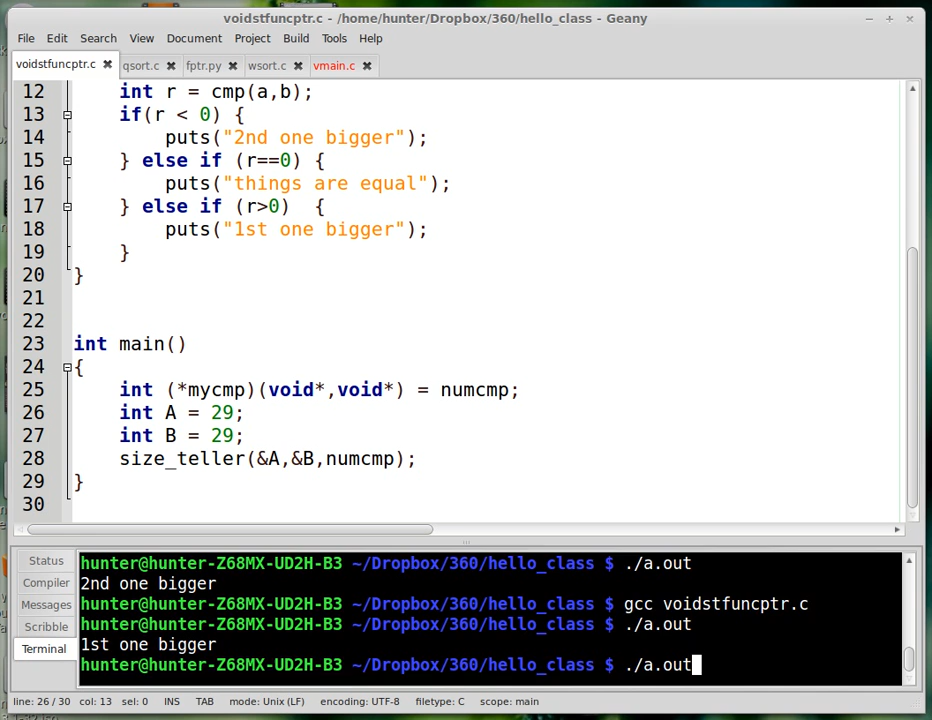 voidstfuncptr.c - /home/hunter/Dropbox/360/hello_class - Geany
File Edit Search View Document Project Build Tools Help
voidstfuncptr.c qsort.c fptr.py wsort.c vmain.c
12 int r = cmp(a,b);
13 if(r < 0) {
14 puts("2nd one bigger");
15 } else if (r==0) {
16 puts("things are equal");
17 } else if (r>0)  {
18 puts("1st one bigger");
19 }
20 }
21
22
23 int main()
24 {
25 int (*mycmp)(void*,void*) = numcmp;
26 int A = 29;
27 int B = 29;
28 size_teller(&A,&B,numcmp);
29 }
30
Status
Compiler
Messages
Scribble
Terminal
hunter@hunter-Z68MX-UD2H-B3 ~/Dropbox/360/hello_class $ ./a.out
2nd one bigger
hunter@hunter-Z68MX-UD2H-B3 ~/Dropbox/360/hello_class $ gcc voidstfuncptr.c
hunter@hunter-Z68MX-UD2H-B3 ~/Dropbox/360/hello_class $ ./a.out
1st one bigger
hunter@hunter-Z68MX-UD2H-B3 ~/Dropbox/360/hello_class $ ./a.out
line: 26 / 30 col: 13 sel: 0 INS TAB mode: Unix (LF) encoding: UTF-8 filetype: C scope: main